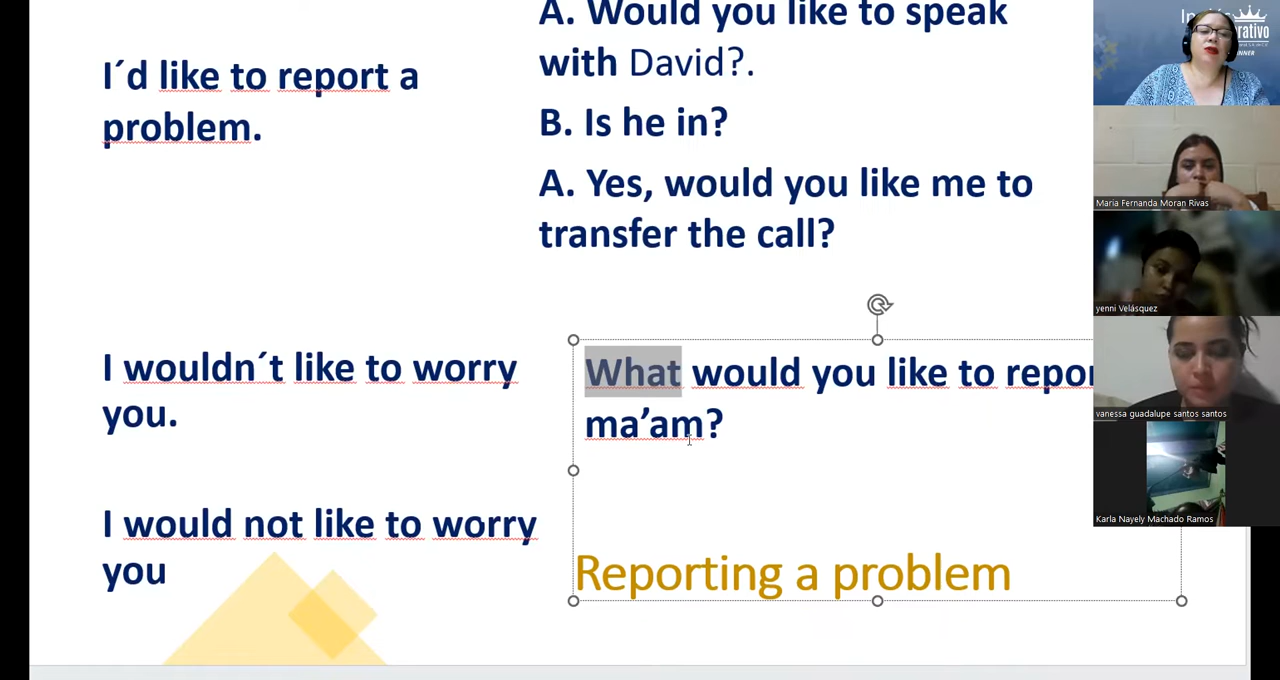 I´d like to report a
problem.
I wouldn´t like to worry
you.
I would not like to worry
you
A. Would you like to speak
with David?.
B. Is he in?
A. Yes, would you like me to
transfer the call?
What would you like to repor
ma’am?
Reporting a problem
Maria Fernanda Moran Rivas
yenni Velásquez
vanessa guadalupe santos santos
Karla Nayely Machado Ramos